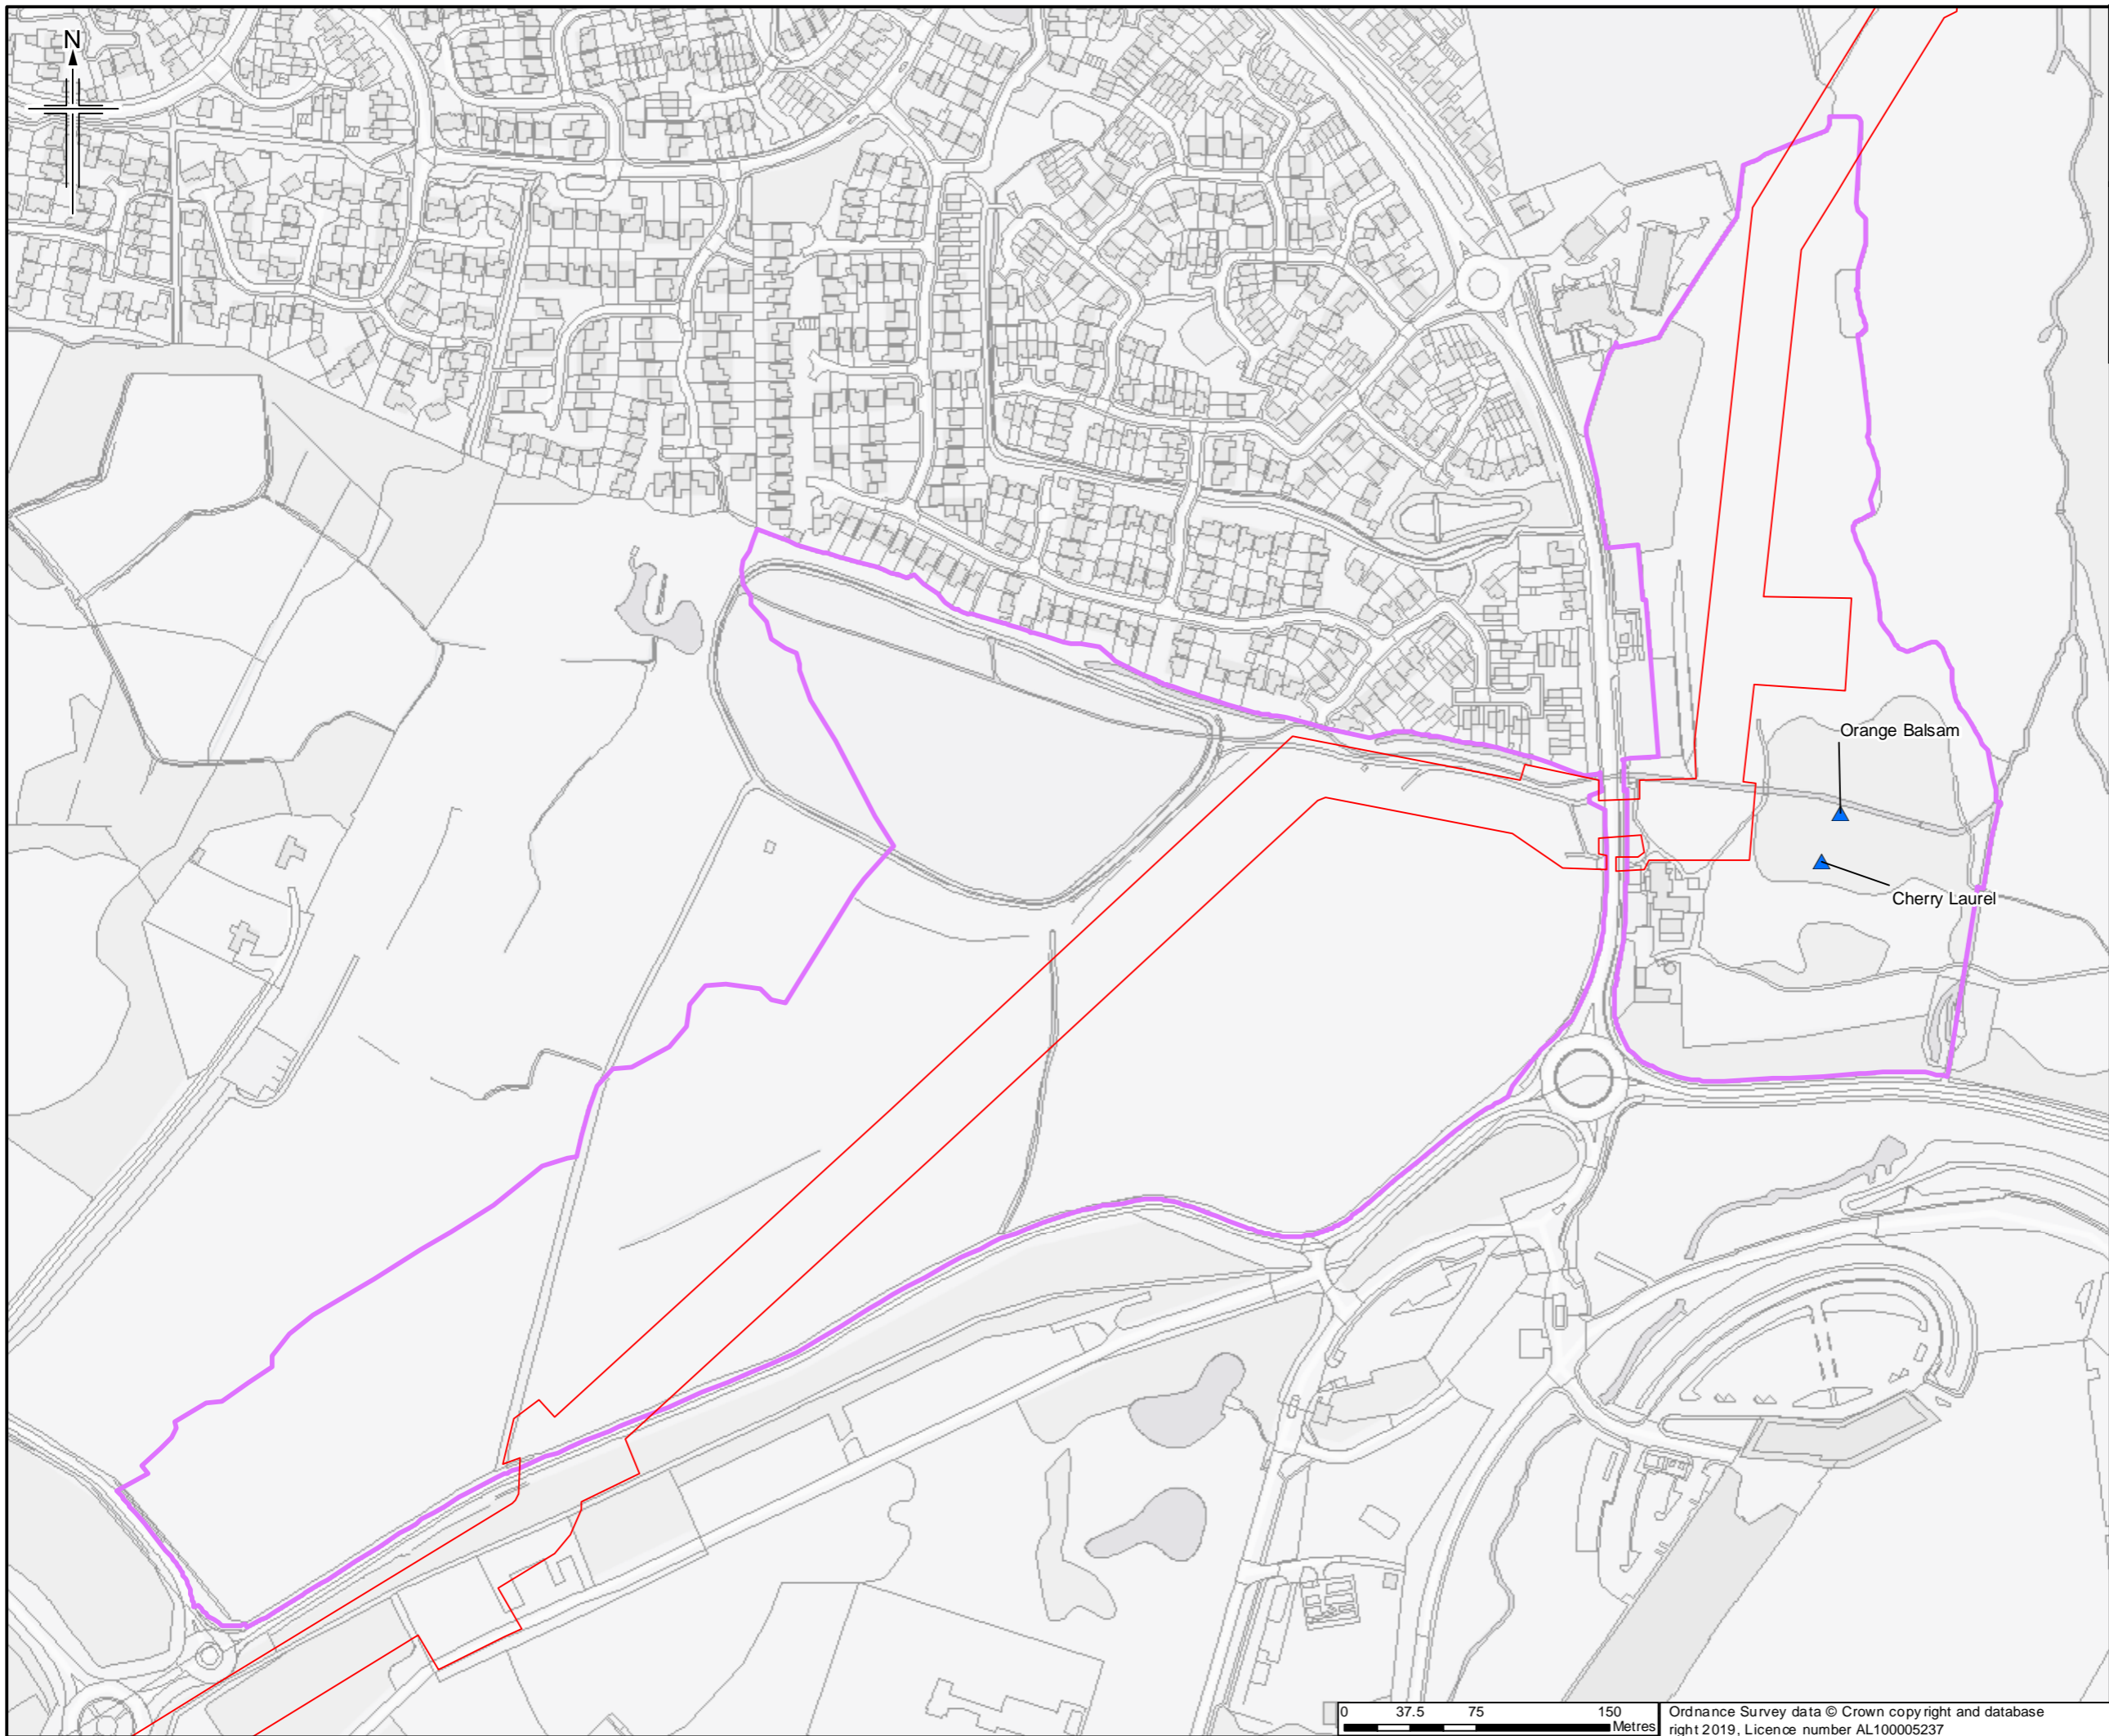 N
Orange Balsam
Cherry Laurel
0 37.5 75 150
Metres
Ordnance Survey data © Crown copyright and database
right 2019, Licence number AL100005237